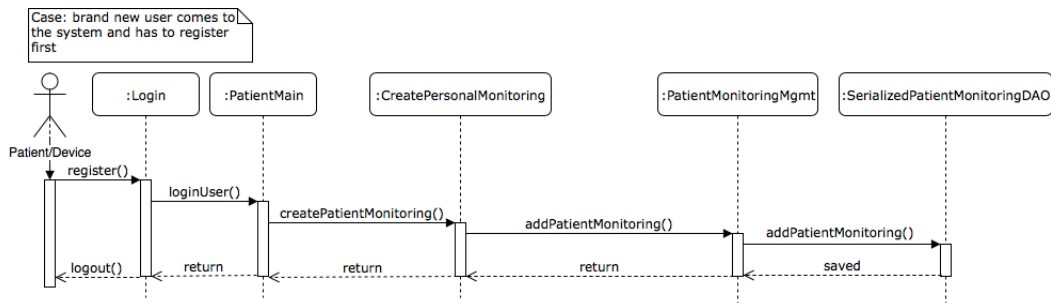 Case: brand new user comes to
the system and has to register
first
:Login
:PatientMain
:CreatePersonalMonitoring
:PatientMonitoringMgmt
:SerializedPatientMonitoringDAO
Patient/Device
register()
loginUser()
createPatientMonitoring()
addPatientMonitoring()
addPatientMonitoring()
logout()
return
return
return
saved